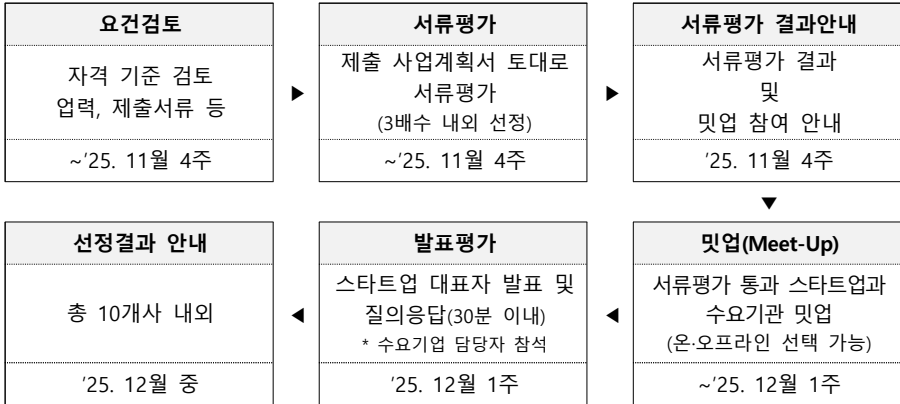 요건검토
자격 기준 검토
업력, 제출서류 등
~'25. 11월 4주
▶
서류평가
제출 사업계획서 토대로
서류평가
(3배수 내외 선정)
~'25. 11월 4주
▶
서류평가 결과안내
서류평가 결과
및
밋업 참여 안내
'25. 11월 4주
▼
밋업(Meet-Up)
서류평가 통과 스타트업과
수요기관 밋업
(온·오프라인 선택 가능)
~'25. 12월 1주
◀
발표평가
스타트업 대표자 발표 및
질의응답(30분 이내)
* 수요기업 담당자 참석
'25. 12월 1주
◀
선정결과 안내
총 10개사 내외
'25. 12월 중